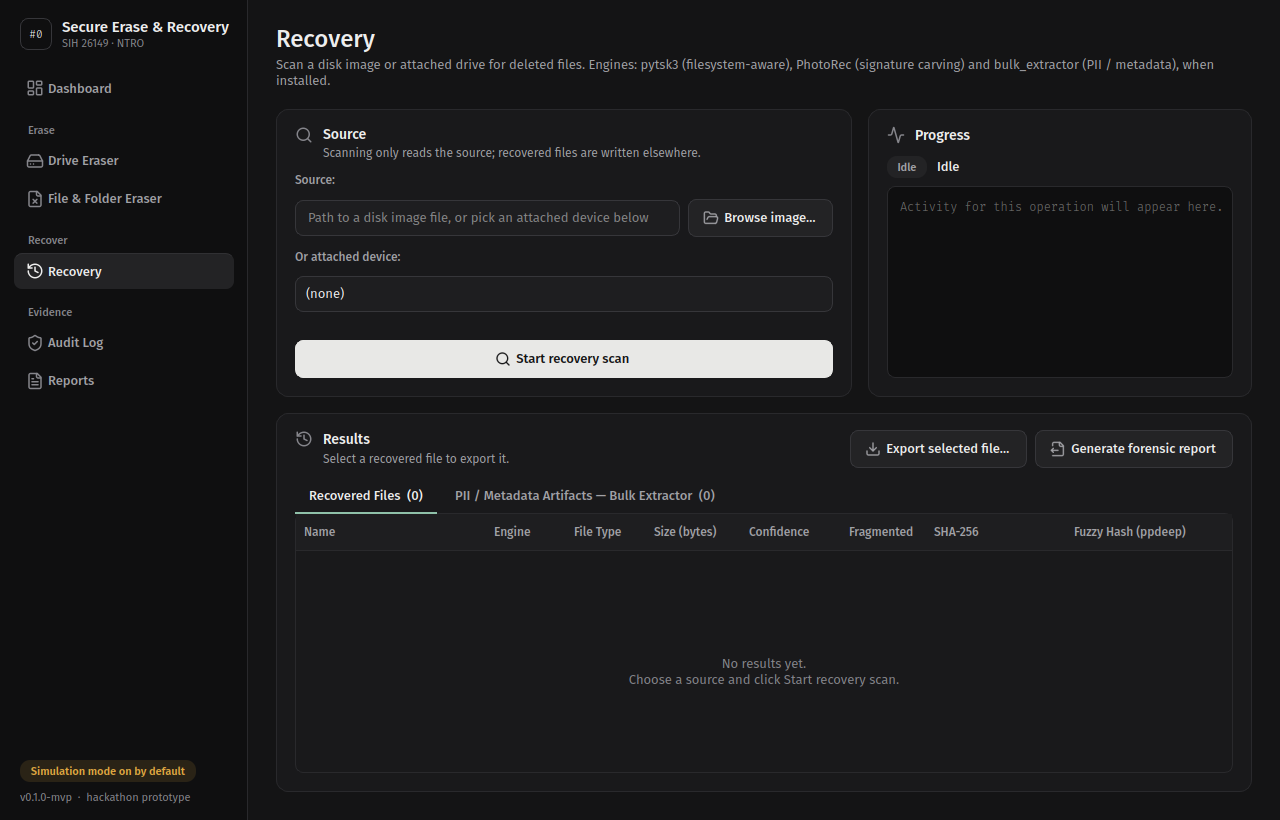 #0
Secure Erase & Recovery
SIH 26149 · NTRO
Dashboard
Erase
Drive Eraser
File & Folder Eraser
Recover
Recovery
Evidence
Audit Log
Reports
Simulation mode on by default
v0.1.0-mvp · hackathon prototype
Recovery
Scan a disk image or attached drive for deleted files. Engines: pytsk3 (filesystem-aware), PhotoRec (signature carving) and bulk_extractor (PII / metadata), when
installed.
Source
Scanning only reads the source; recovered files are written elsewhere.
Source:
Path to a disk image file, or pick an attached device below
Browse image...
Or attached device:
(none)
Start recovery scan
Progress
Idle Idle
Activity for this operation will appear here.
Results
Select a recovered file to export it.
Export selected file...
Generate forensic report
Recovered Files (0)
PII / Metadata Artifacts — Bulk Extractor (0)
Name Engine File Type Size (bytes) Confidence Fragmented SHA-256 Fuzzy Hash (ppdeep)
No results yet.
Choose a source and click Start recovery scan.